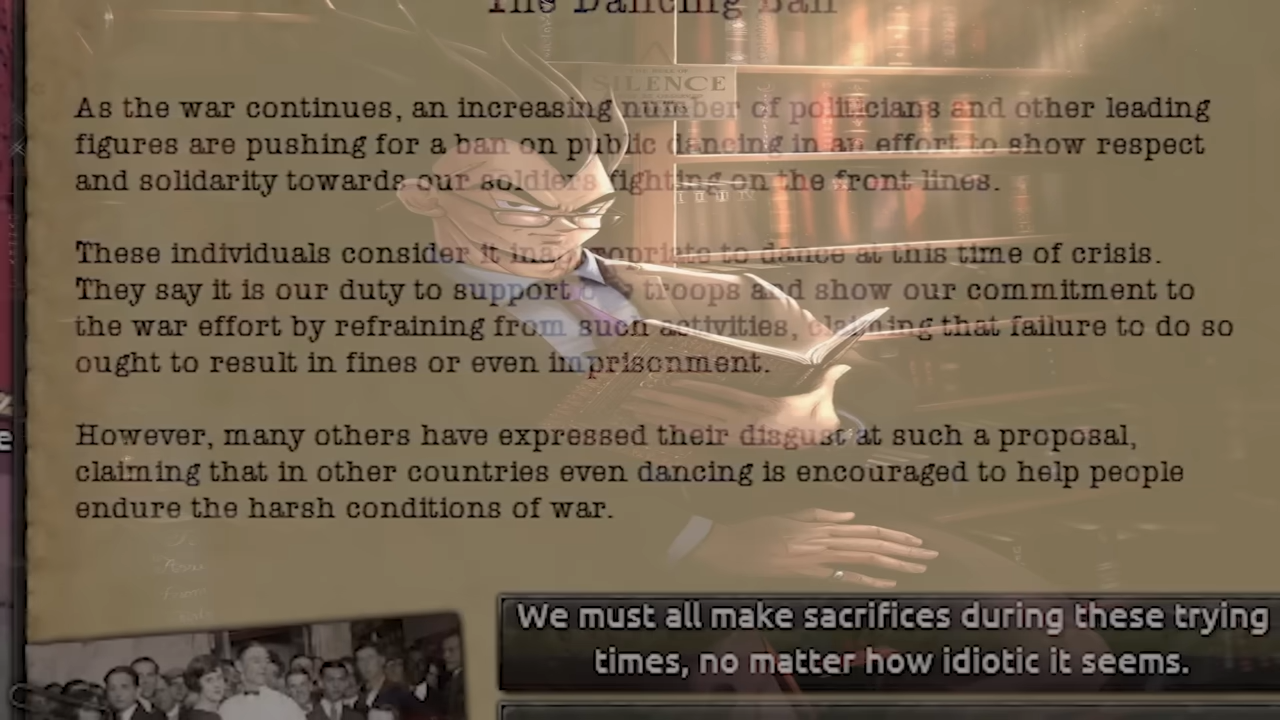 The Dancing Ban
SILENCE
As the war continues, an increasing number of politicians and other leading
figures are pushing for a ban on public dancing in an effort to show respect
and solidarity towards our soldiers fighting on the front lines.
These individuals consider it inappropriate to dance at this time of crisis.
They say it is our duty to support our troops and show our commitment to
the war effort by refraining from such activities, claiming that failure to do so
ought to result in fines or even imprisonment.
However, many others have expressed their disgust at such a proposal,
claiming that in other countries even dancing is encouraged to help people
endure the harsh conditions of war.
We must all make sacrifices during these trying
times, no matter how idiotic it seems.